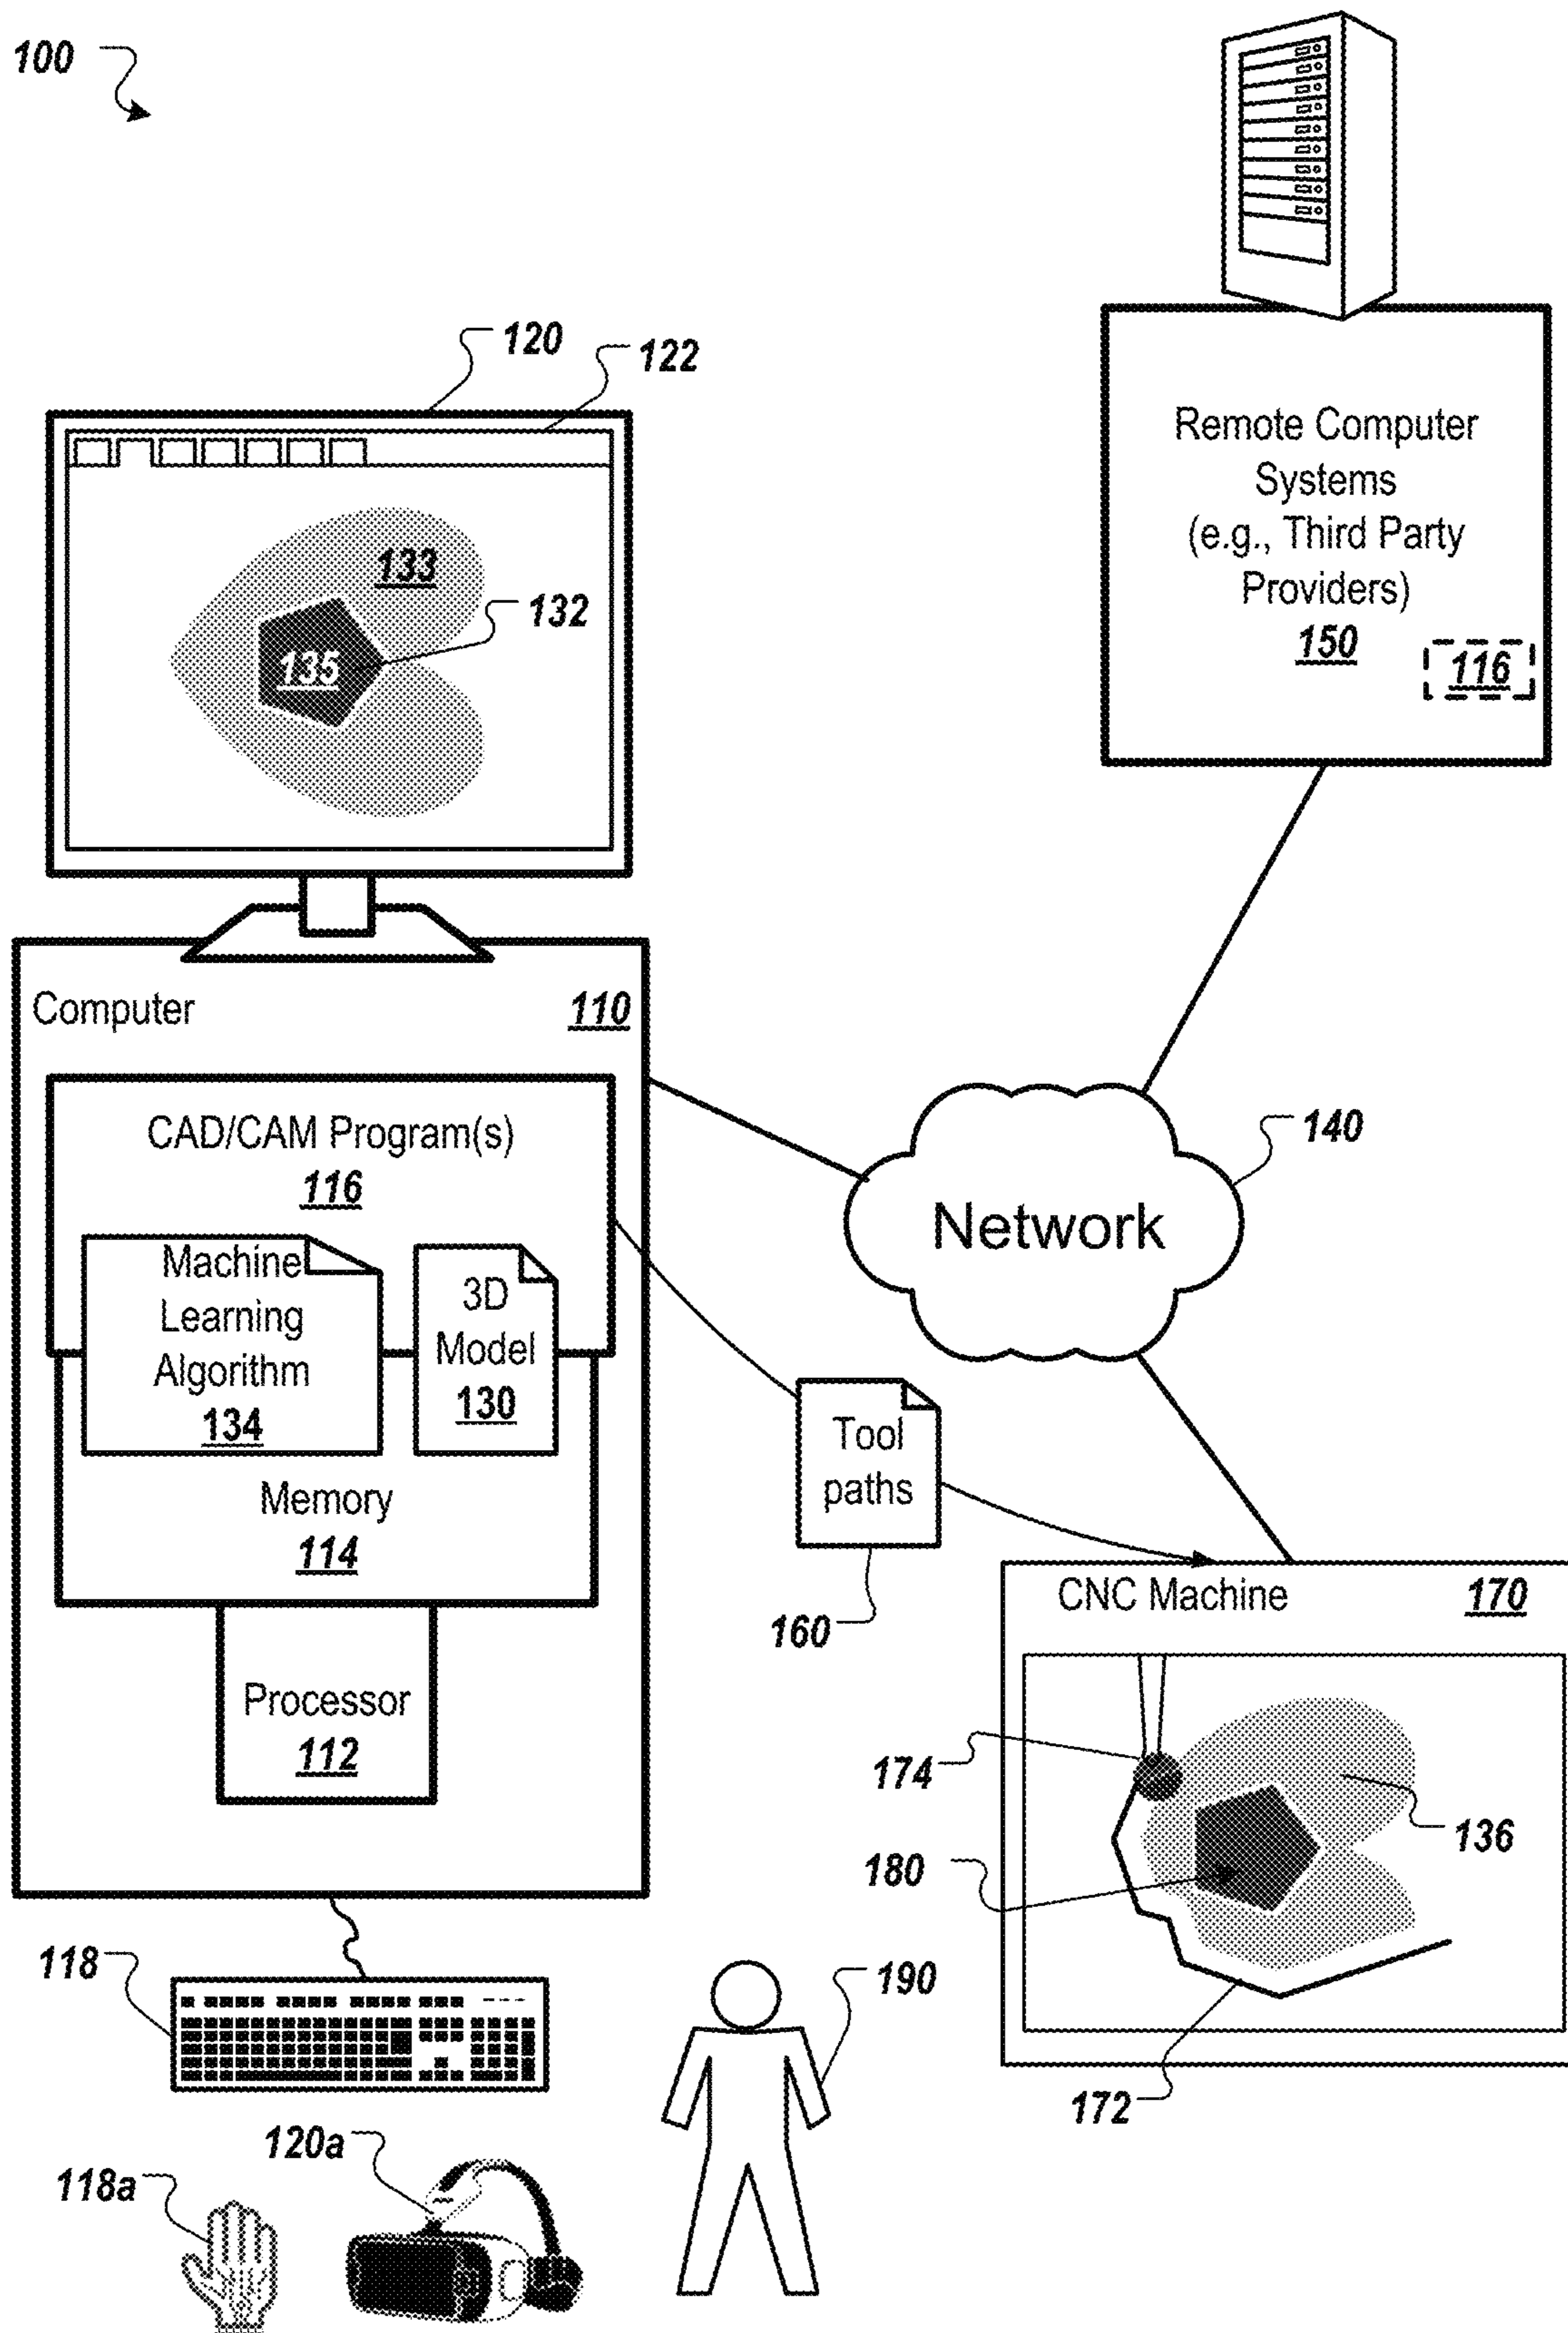 100
120
122
133
132
135
Remote Computer
Systems
(e.g., Third Party
Providers)
150
116
Computer
110
CAD/CAM Program(s)
116
Machine
Learning
Algorithm
134
3D
Model
130
Memory
114
Processor
112
140
Network
Tool
paths
160
CNC Machine
170
174
136
180
172
118
190
120a
118a